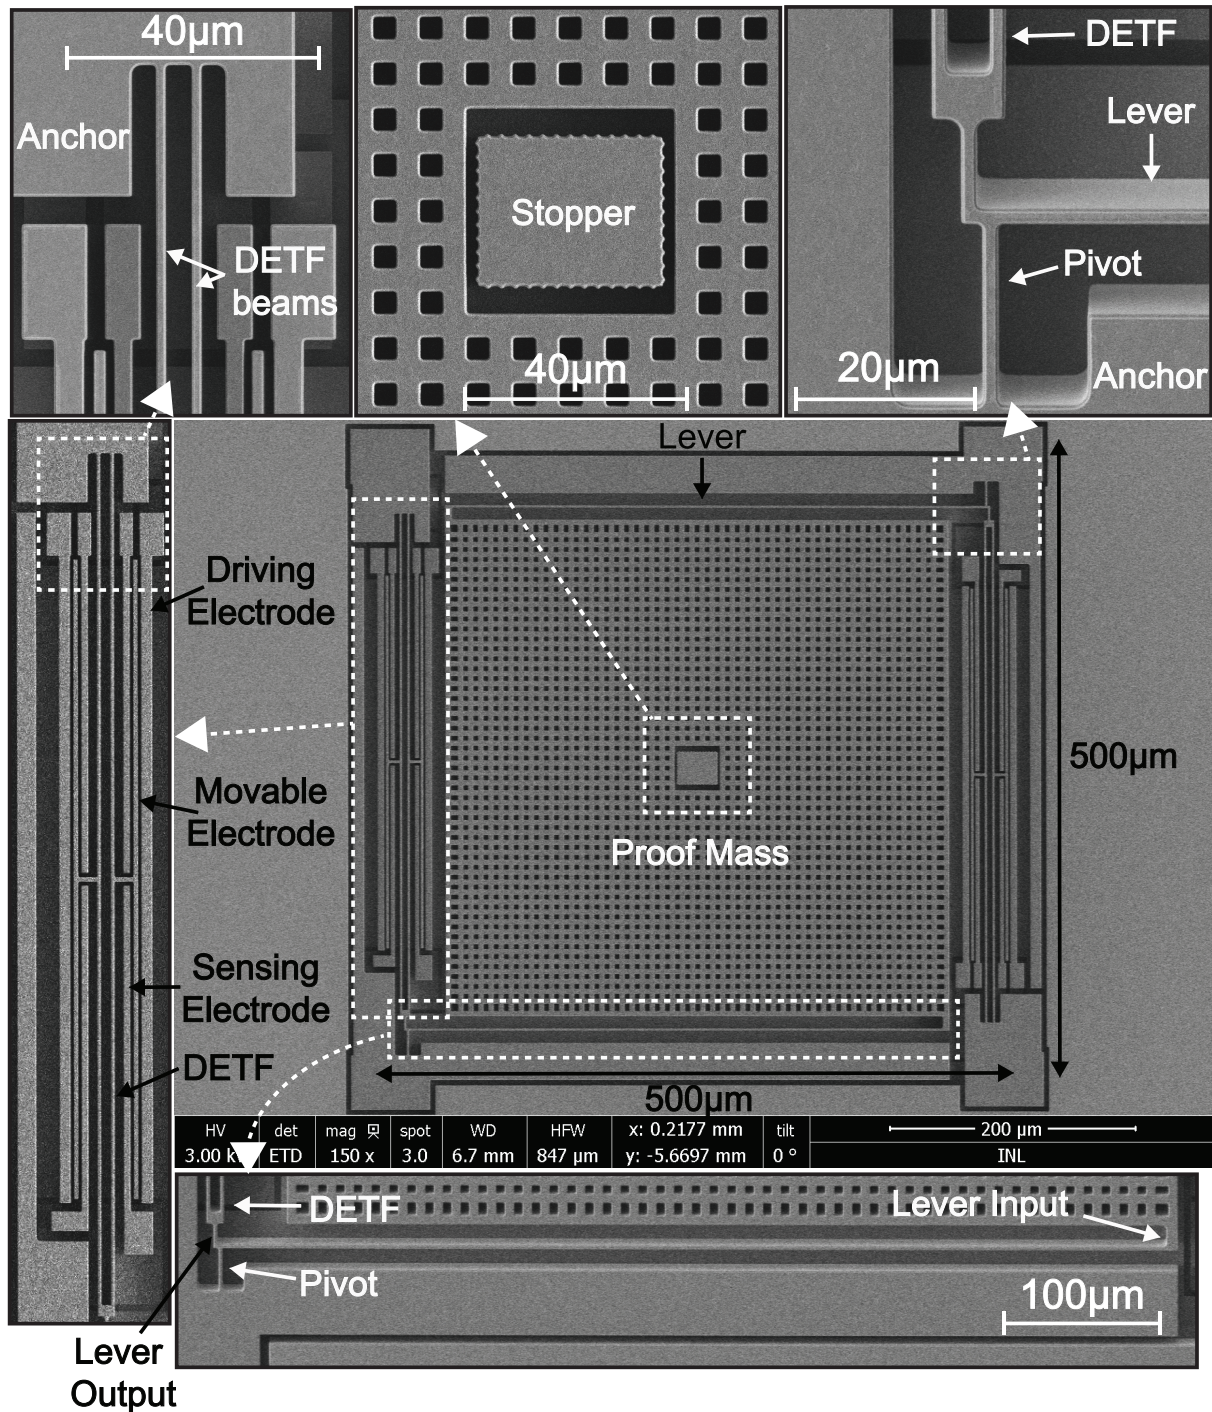 40µm
Anchor
DETF
beams
Stopper
40µm
DETF
Lever
Pivot
20µm
Anchor
Lever
Driving
Electrode
Movable
Electrode
Sensing
Electrode
DETF
500µm
Proof Mass
500µm
HV det mag spot WD HFW x: 0.2177 mm tilt 200 µm
ETD 150 x 3.0 6.7 mm 847 µm y: -5.6697 mm 0 ° INL
3.00
DETF
Lever Input
Pivot
100µm
Lever
Output